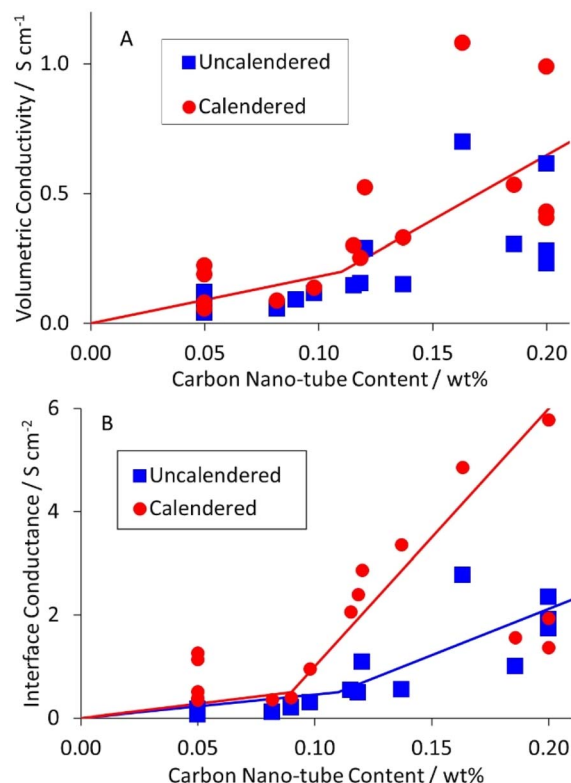 A
Uncalendered
Calendered
Volumetric Conductivity / S cm⁻¹
1.0
0.5
0.0
0.00 0.05 0.10 0.15 0.20
Carbon Nano-tube Content / wt%
B
Uncalendered
Calendered
Interface Conductance / S cm⁻²
6
4
2
0
0.00 0.05 0.10 0.15 0.20
Carbon Nano-tube Content / wt%